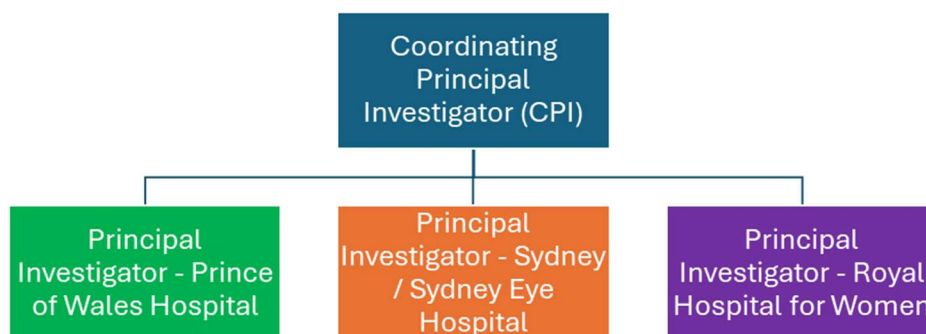 Coordinating
Principal
Investigator (CPI)
Principal
Investigator - Prince
of Wales Hospital
Principal
Investigator - Sydney
/ Sydney Eye
Hospital
Principal
Investigator - Royal
Hospital for Women